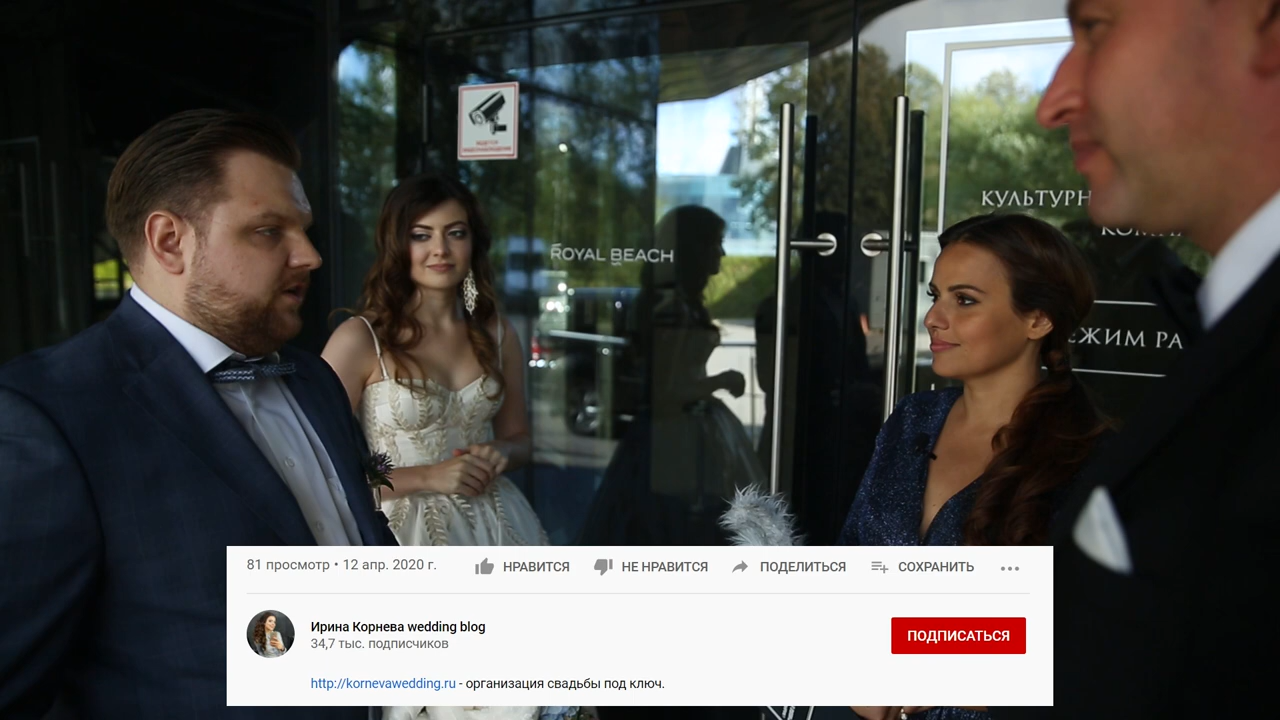 ROYAL BEACH
КУЛЬТУРН
ЕЖИМ РА
81 просмотр • 12 апр. 2020 г.
НРАВИТСЯ
НЕ НРАВИТСЯ
ПОДЕЛИТЬСЯ
СОХРАНИТЬ
Ирина Корнева wedding blog
34,7 тыс. подписчиков
ПОДПИСАТЬСЯ
http://kornevawedding.ru - организация свадьбы под ключ.